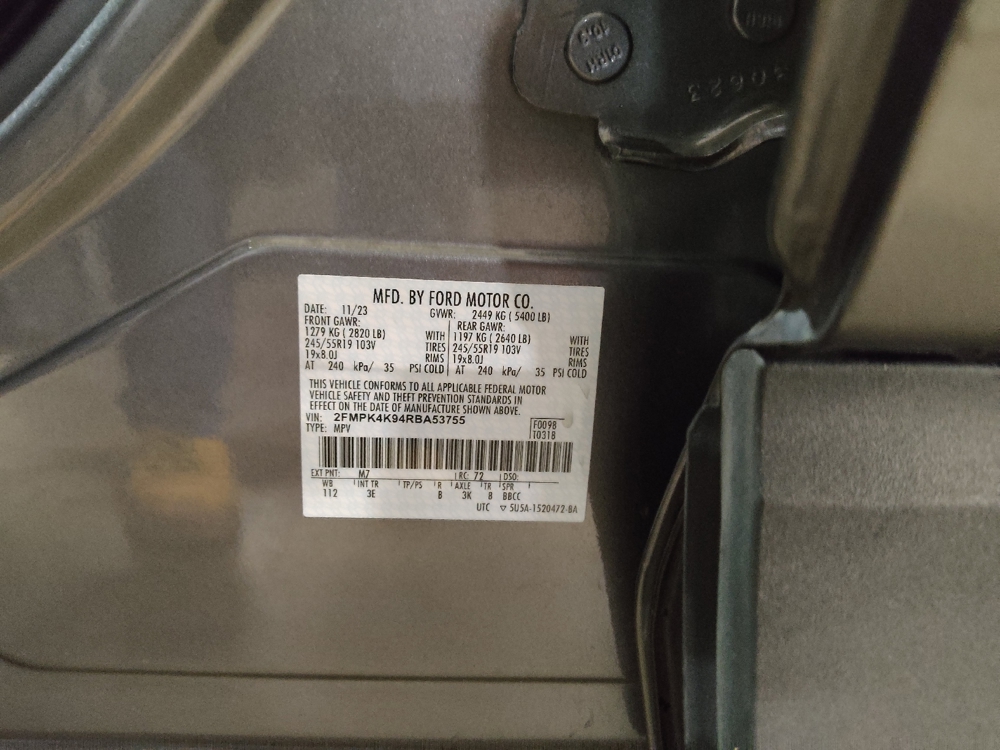 MFD. BY FORD MOTOR CO.
DATE: 11/23 GVWR: 2449 KG ( 5400 LB)
FRONT GAWR: REAR GAWR:
1279 KG ( 2820 LB) WITH 1197 KG ( 2640 LB) WITH
245/55R19 103V TIRES 245/55R19 103V TIRES
19x8.0J RIMS 19x8.0J RIMS
AT 240 kPa/ 35 PSI COLD AT 240 kPa/ 35 PSI COLD
THIS VEHICLE CONFORMS TO ALL APPLICABLE FEDERAL MOTOR
VEHICLE SAFETY AND THEFT PREVENTION STANDARDS IN
EFFECT ON THE DATE OF MANUFACTURE SHOWN ABOVE.
VIN: 2FMPK4K94RBA53755 F0098
TYPE: MPV T0318
EXT PNT: M7 RC: 72 DSO:
WB INT TR TP/PS R AXLE TR SPR
112 3E B 3K 8 BBCC
UTC ▽ 5U5A-1520472-BA